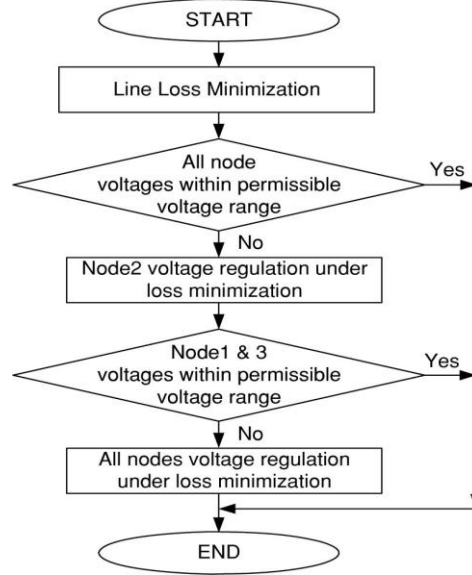 START
Line Loss Minimization
All node
voltages within permissible
voltage range
Yes
No
Node2 voltage regulation under
loss minimization
Node1 & 3
voltages within permissible
voltage range
Yes
No
All nodes voltage regulation
under loss minimization
END